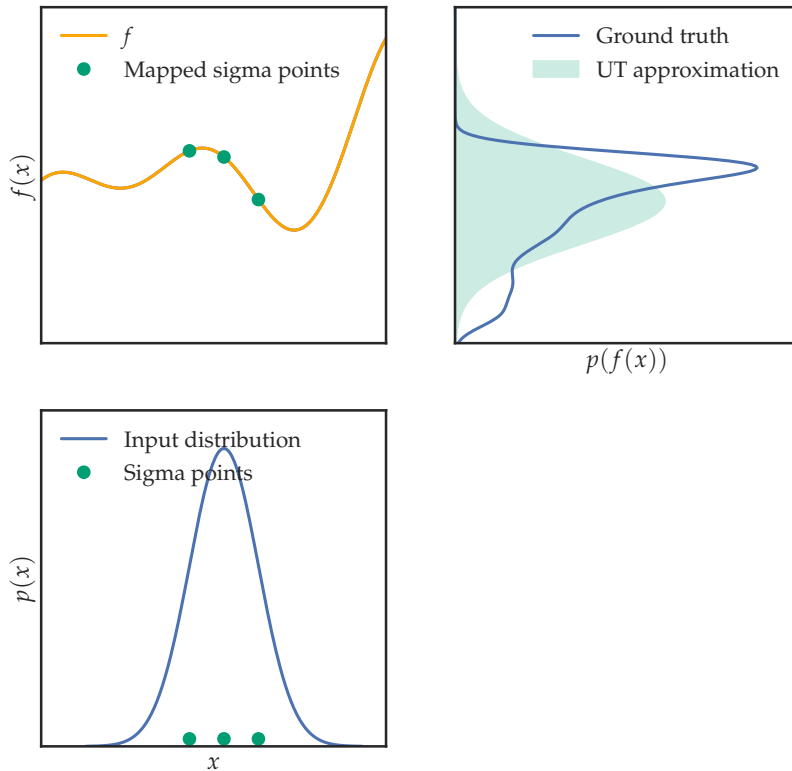 f
Mapped sigma points
f(x)
Ground truth
UT approximation
p(f(x))
Input distribution
Sigma points
p(x)
x